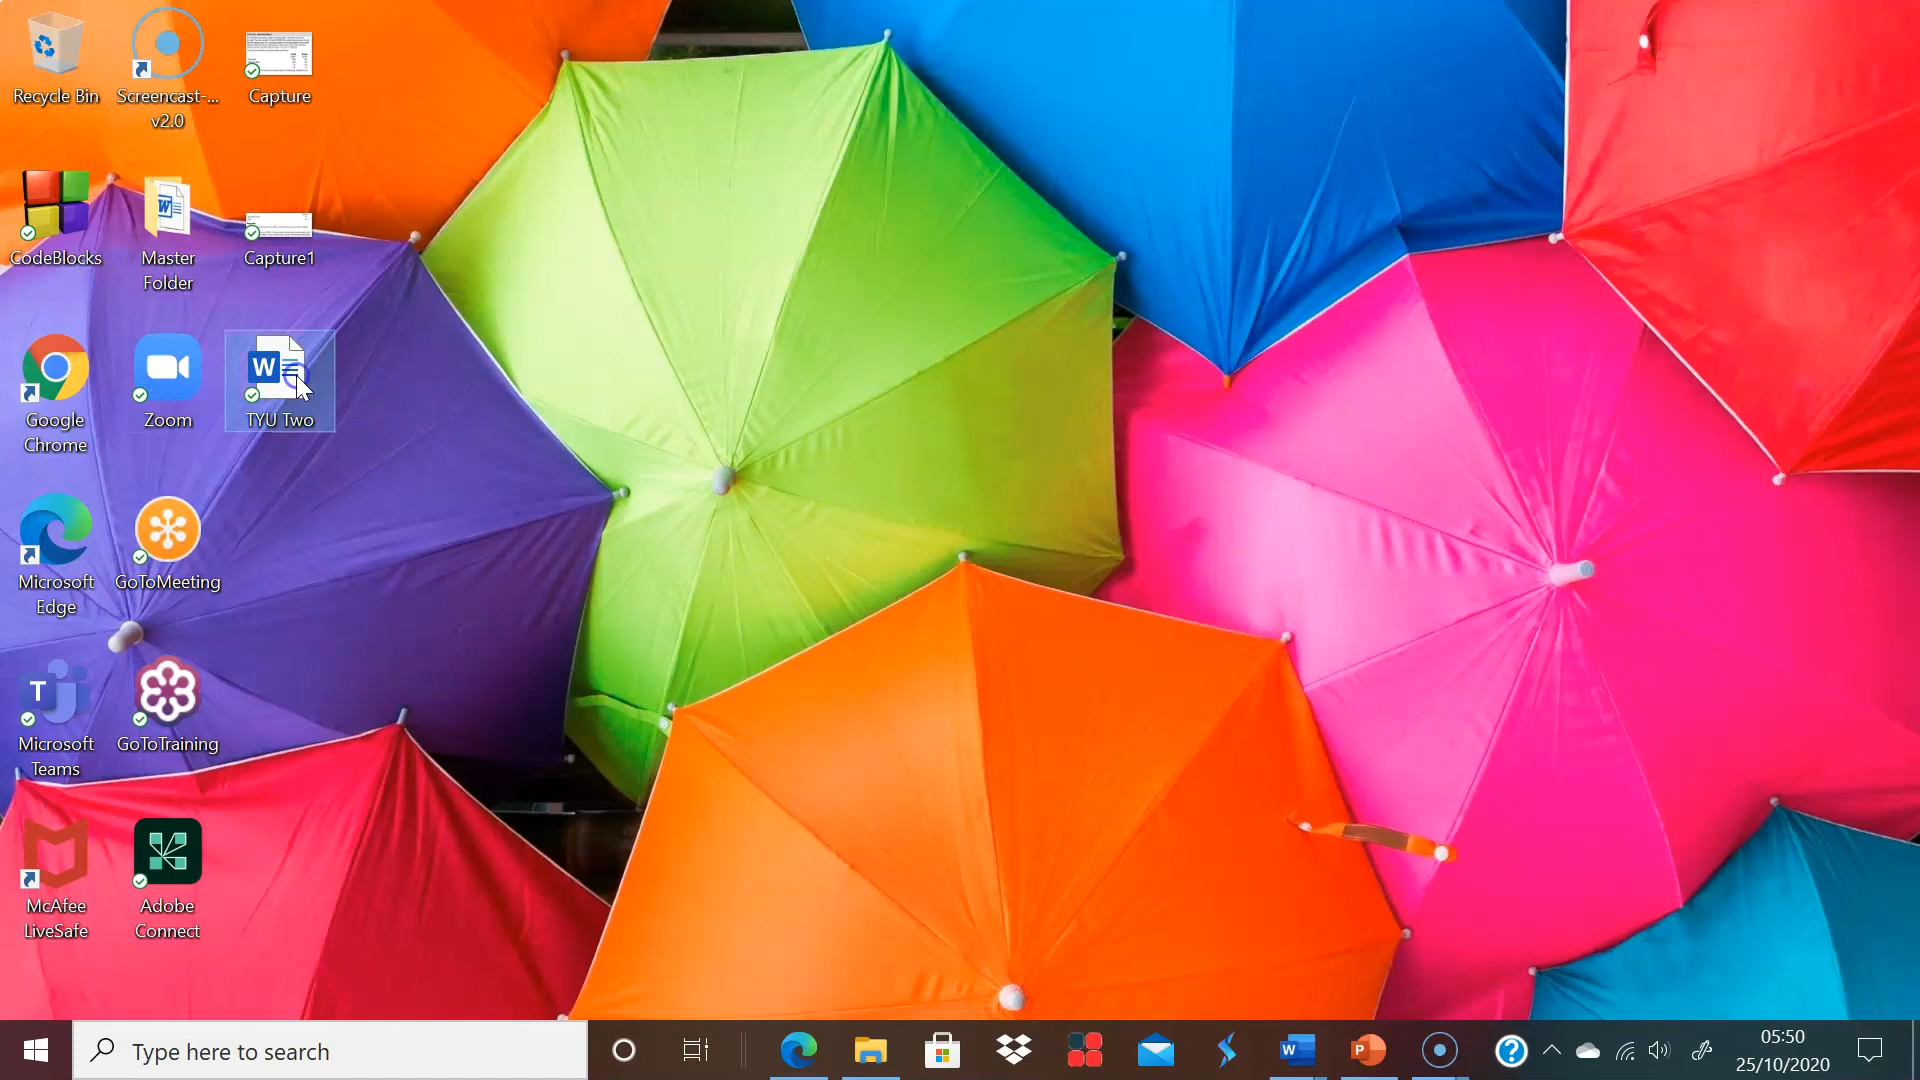 Recycle Bin
Screencast-...
v2.0
Capture
CodeBlocks
Master
Folder
Capture1
Google
Chrome
Zoom
W
TYU Two
Microsoft
Edge
GoToMeeting
T
Microsoft
Teams
GoToTraining
McAfee
LiveSafe
Adobe
Connect
Type here to search
W
P
?
05:50
25/10/2020